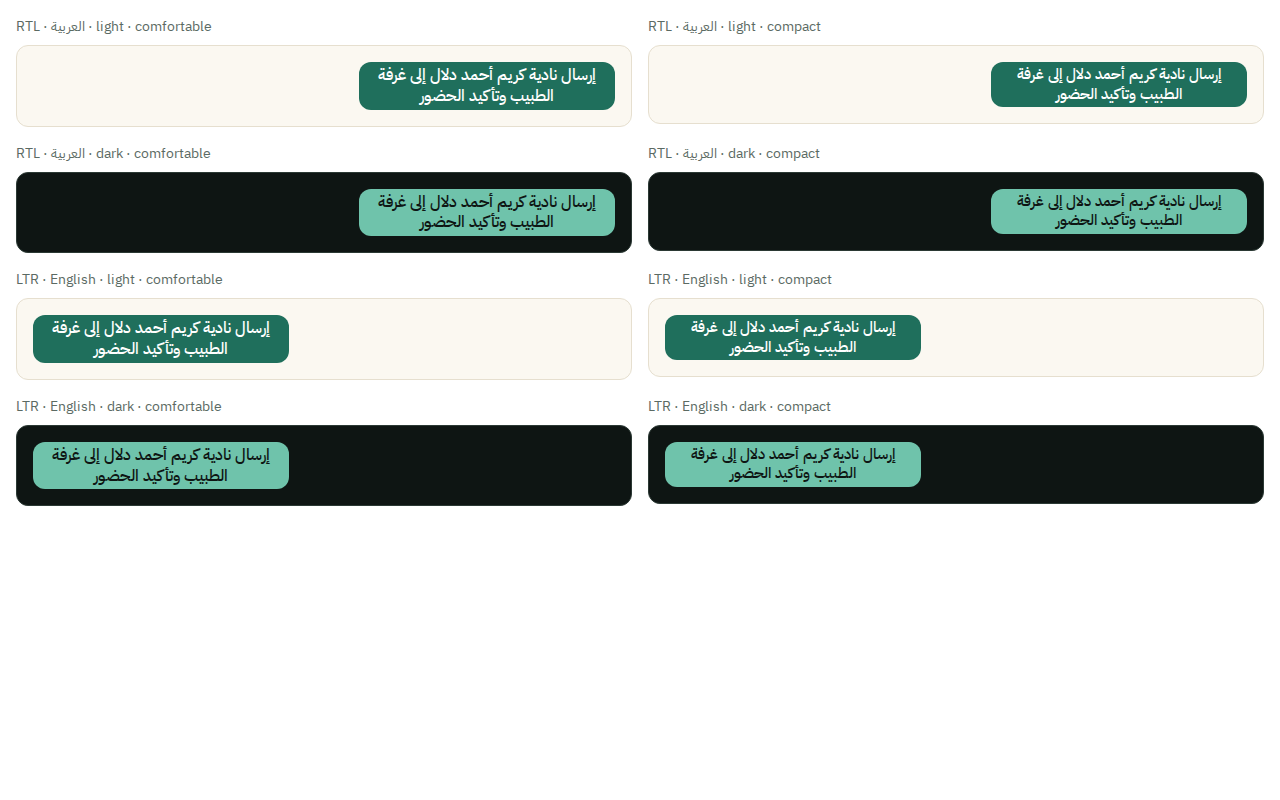 RTL · العربية · light · comfortable
إرسال نادية كريم أحمد دلال إلى غرفة
الطبيب وتأكيد الحضور
RTL · العربية · light · compact
إرسال نادية كريم أحمد دلال إلى غرفة
الطبيب وتأكيد الحضور
RTL · العربية · dark · comfortable
إرسال نادية كريم أحمد دلال إلى غرفة
الطبيب وتأكيد الحضور
RTL · العربية · dark · compact
إرسال نادية كريم أحمد دلال إلى غرفة
الطبيب وتأكيد الحضور
LTR · English · light · comfortable
إرسال نادية كريم أحمد دلال إلى غرفة
الطبيب وتأكيد الحضور
LTR · English · light · compact
إرسال نادية كريم أحمد دلال إلى غرفة
الطبيب وتأكيد الحضور
LTR · English · dark · comfortable
إرسال نادية كريم أحمد دلال إلى غرفة
الطبيب وتأكيد الحضور
LTR · English · dark · compact
إرسال نادية كريم أحمد دلال إلى غرفة
الطبيب وتأكيد الحضور